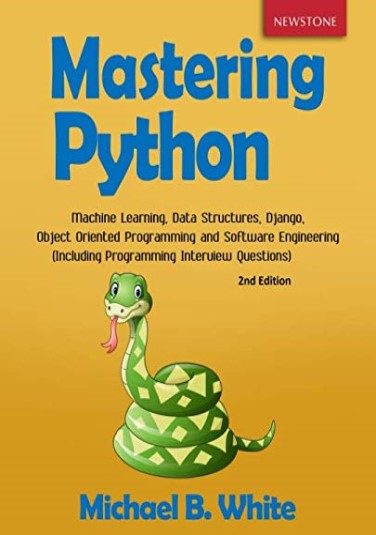 NEWSTONE
Mastering
Python
Machine Learning, Data Structures, Django,
Object Oriented Programming and Software Engineering
(Including Programming Interview Questions)
2nd Edition
Michael B. White